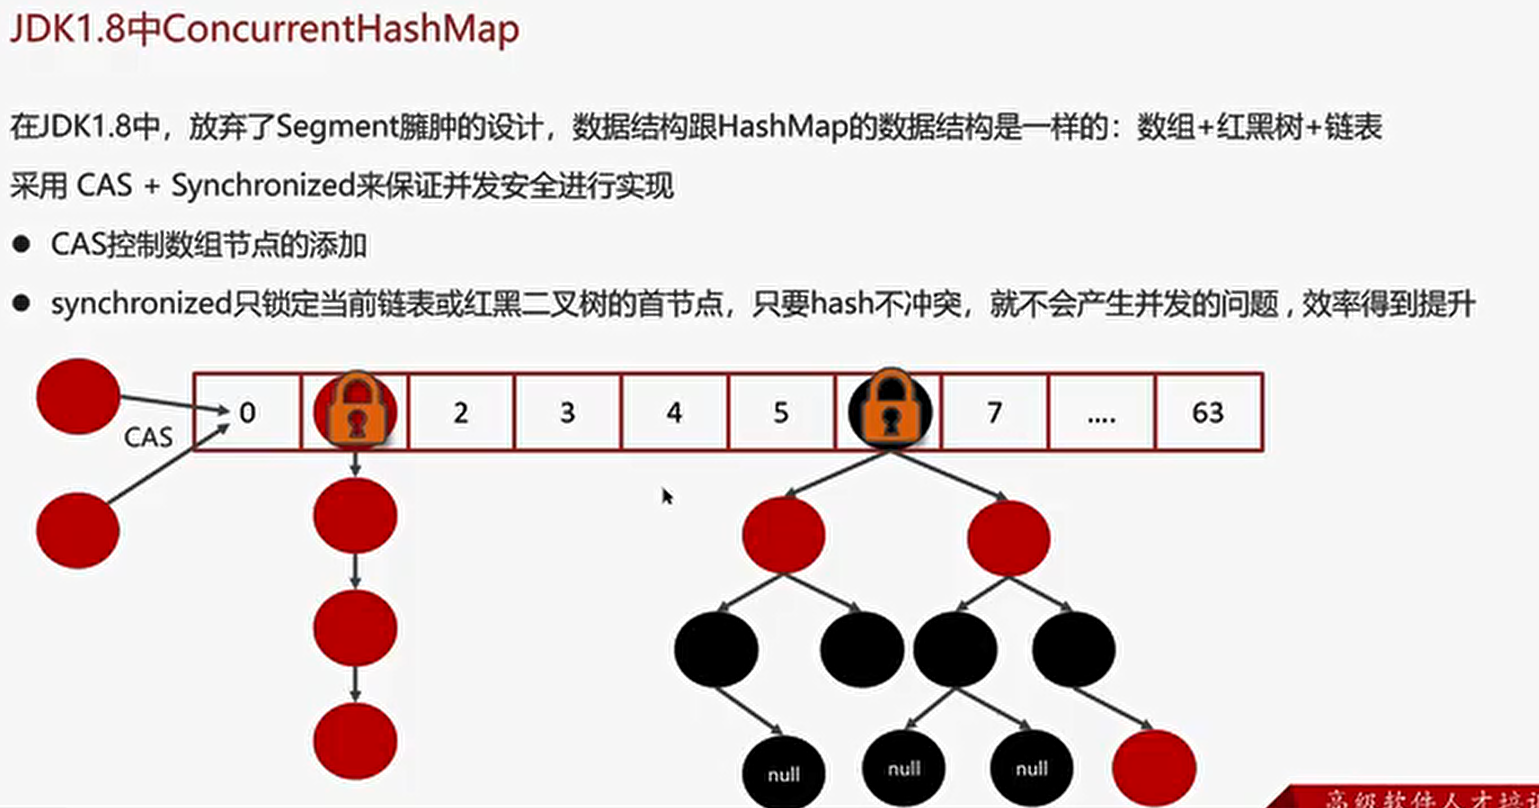 JDK1.8中ConcurrentHashMap
在JDK1.8中，放弃了Segment臃肿的设计，数据结构跟HashMap的数据结构是一样的：数组+红黑树+链表
采用 CAS + Synchronized来保证并发安全进行实现
● CAS控制数组节点的添加
● synchronized只锁定当前链表或红黑二叉树的首节点，只要hash不冲突，就不会产生并发的问题 , 效率得到提升
0 2 3 4 5 7 .... 63
CAS
null null null
高级软件人才培